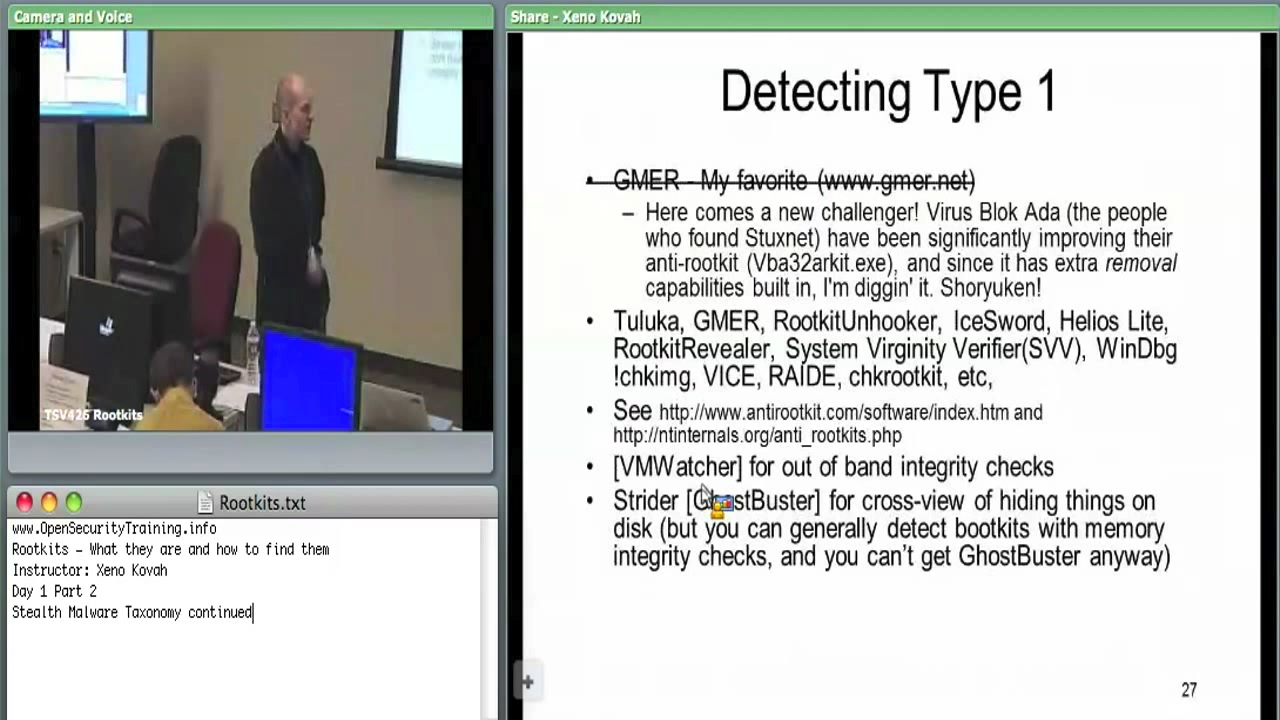 Camera and Voice
TSV426 Rootkits
Rootkits.txt
www.OpenSecurityTraining.info
Rootkits – What they are and how to find them
Instructor: Xeno Kovah
Day 1 Part 2
Stealth Malware Taxonomy continued
Share - Xeno Kovah
Detecting Type 1
• GMER - My favorite (www.gmer.net)
– Here comes a new challenger! Virus Blok Ada (the people
who found Stuxnet) have been significantly improving their
anti-rootkit (Vba32arkit.exe), and since it has extra removal
capabilities built in, I'm diggin' it. Shoryuken!
• Tuluka, GMER, RootkitUnhooker, IceSword, Helios Lite,
RootkitRevealer, System Virginity Verifier(SVV), WinDbg
!chkimg, VICE, RAIDE, chkrootkit, etc,
• See http://www.antirootkit.com/software/index.htm and
http://ntinternals.org/anti_rootkits.php
• [VMWatcher] for out of band integrity checks
• Strider [GhostBuster] for cross-view of hiding things on
disk (but you can generally detect bootkits with memory
integrity checks, and you can’t get GhostBuster anyway)
27